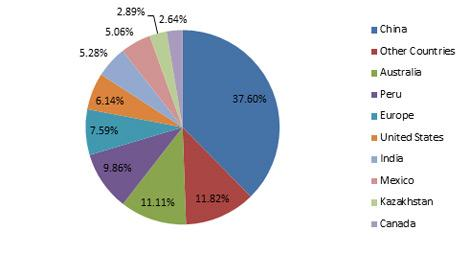 2.89%
2.64%
5.06%
5.28%
6.14%
7.59%
9.86%
11.11%
11.82%
37.60%
China
Other Countries
Australia
Peru
Europe
United States
India
Mexico
Kazakhstan
Canada